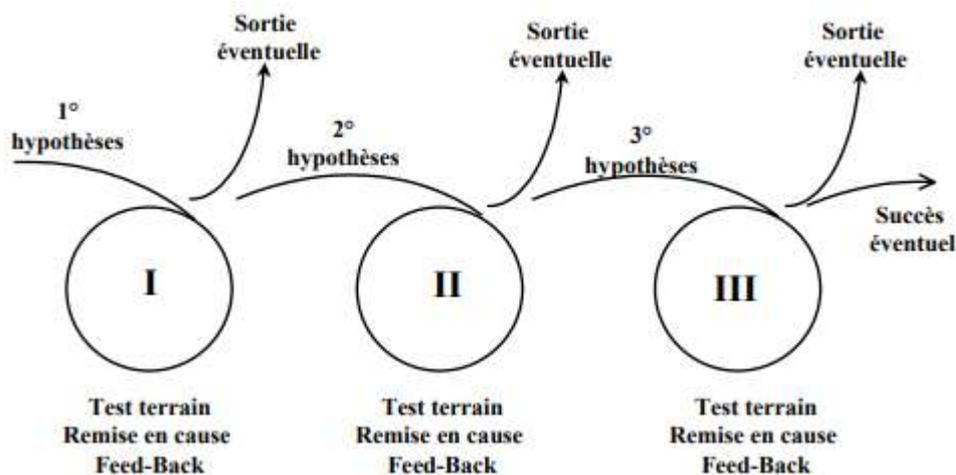 Sortie
éventuelle
Sortie
éventuelle
Sortie
éventuelle
1°
hypothèses
2°
hypothèses
3°
hypothèses
Succès
éventuel
I
II
III
Test terrain
Remise en cause
Feed-Back
Test terrain
Remise en cause
Feed-Back
Test terrain
Remise en cause
Feed-Back